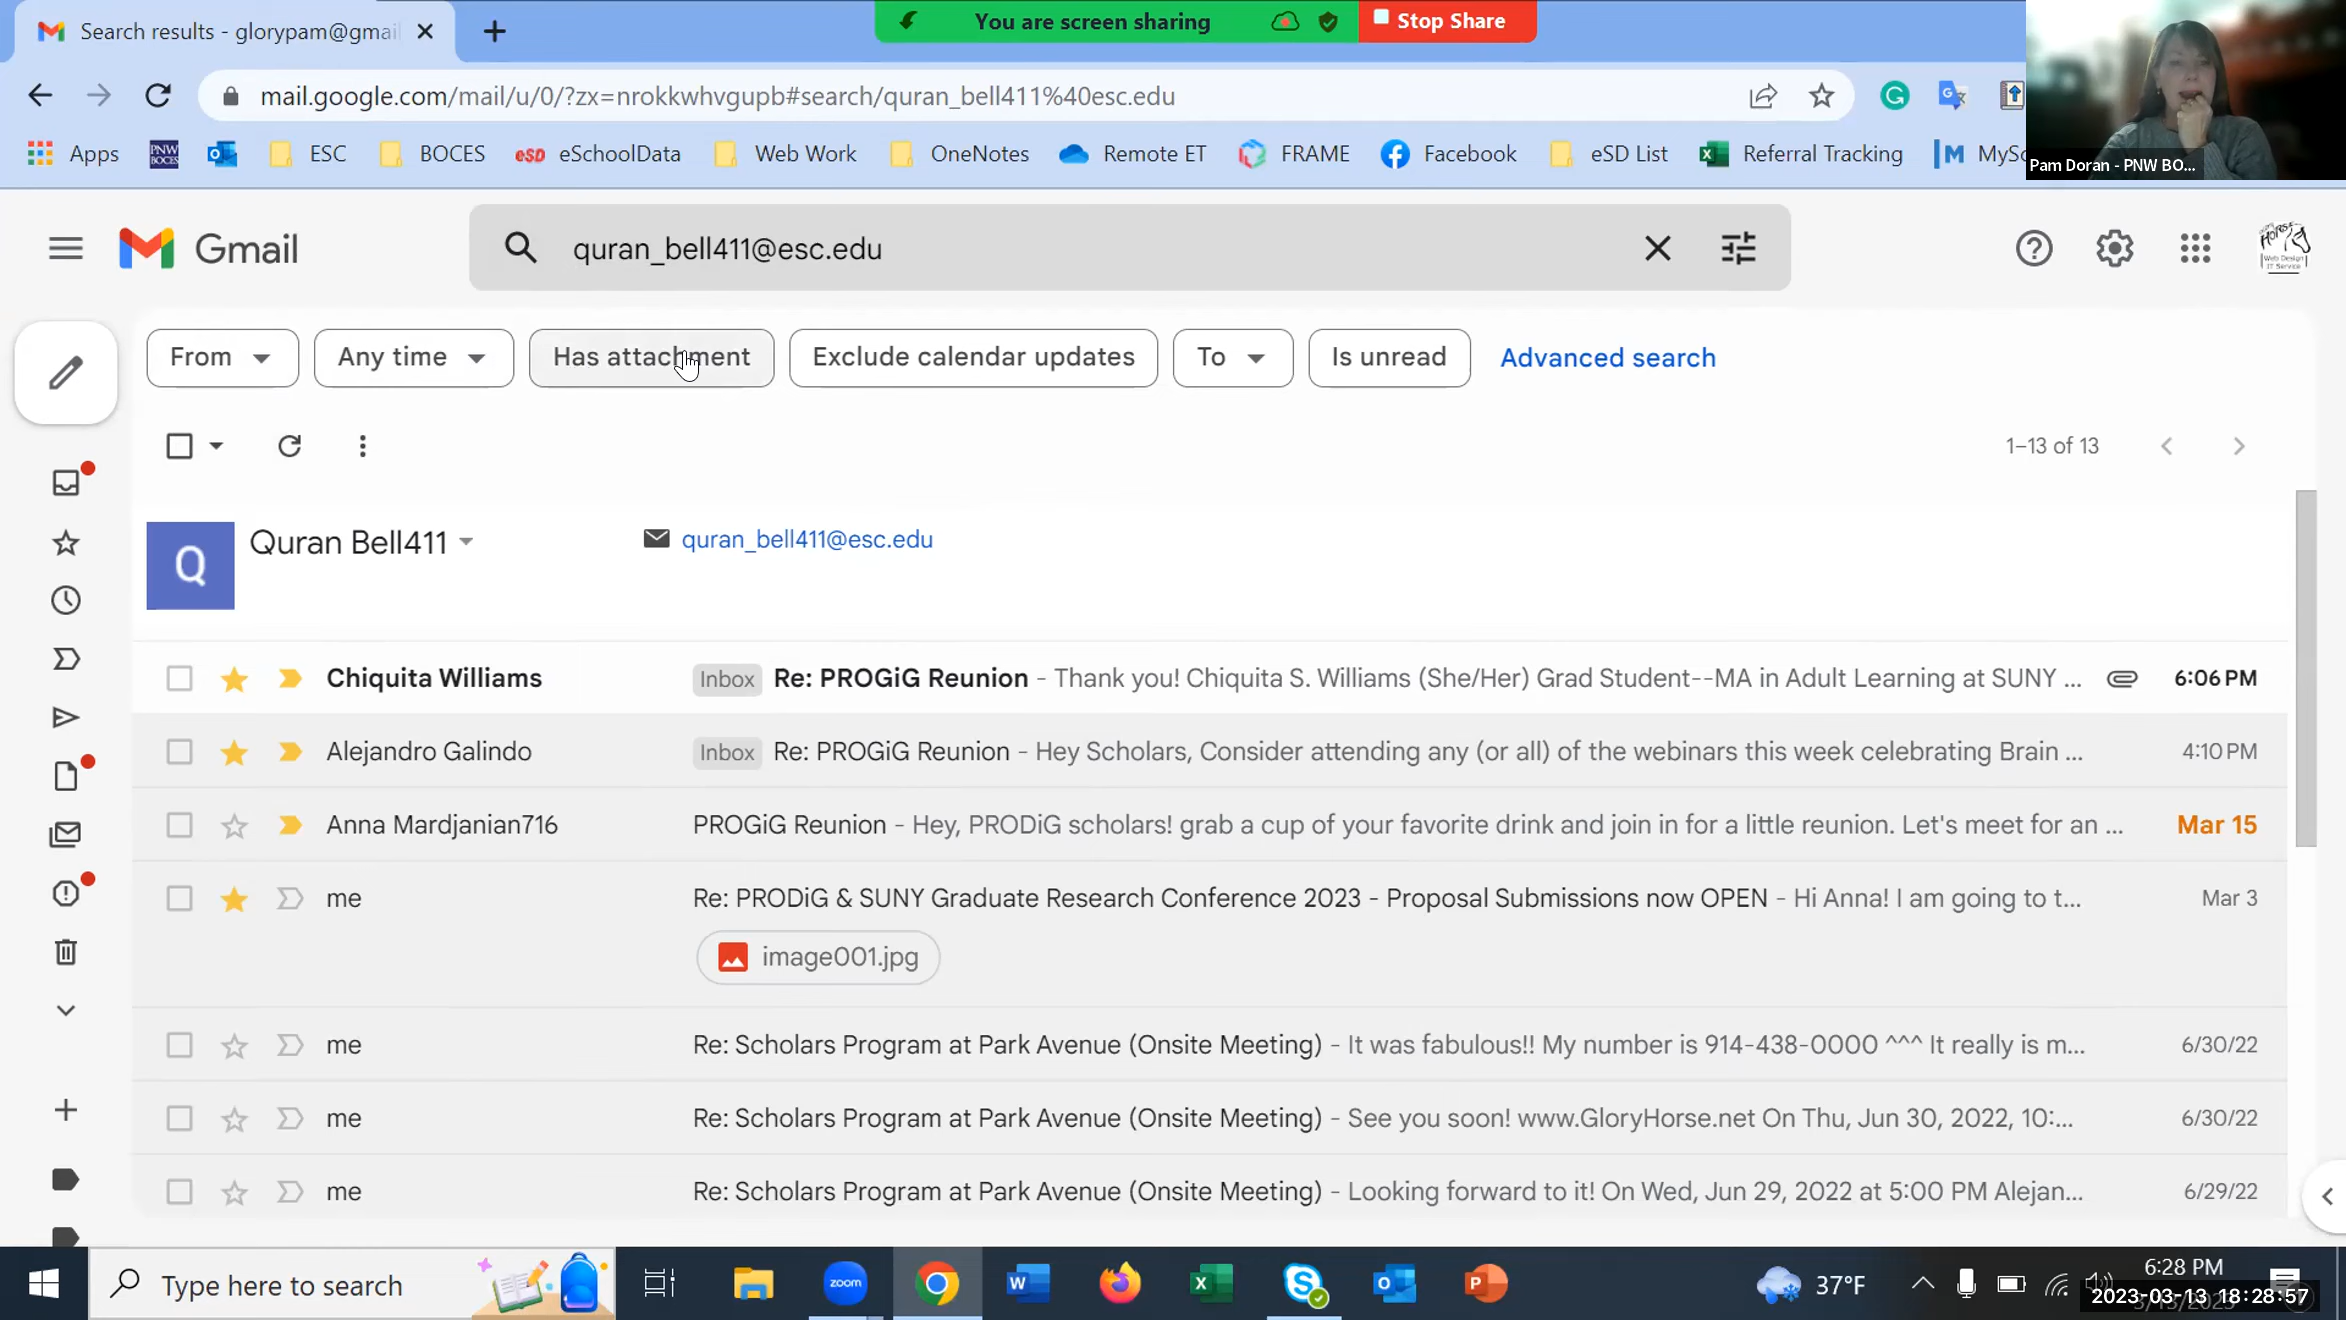 Search results - glorypam@gmai
You are screen sharing
Stop Share
mail.google.com/mail/u/0/?zx=nrokkwhvgupb#search/quran_bell411%40esc.edu
Apps
PNW BOCES
ESC
BOCES
eSD eSchoolData
Web Work
OneNotes
Remote ET
FRAME
Facebook
eSD List
Referral Tracking
MySc
Pam Doran - PNW BO...
Gmail
quran_bell411@esc.edu
HORSE
Web Design
IT Service
From
Any time
Has attachment
Exclude calendar updates
To
Is unread
Advanced search
1–13 of 13
Q
Quran Bell411
quran_bell411@esc.edu
Chiquita Williams Inbox Re: PROGiG Reunion - Thank you! Chiquita S. Williams (She/Her) Grad Student--MA in Adult Learning at SUNY ... 6:06 PM
Alejandro Galindo Inbox Re: PROGiG Reunion - Hey Scholars, Consider attending any (or all) of the webinars this week celebrating Brain ... 4:10 PM
Anna Mardjanian716 PROGiG Reunion - Hey, PRODiG scholars! grab a cup of your favorite drink and join in for a little reunion. Let's meet for an ... Mar 15
me Re: PRODiG & SUNY Graduate Research Conference 2023 - Proposal Submissions now OPEN - Hi Anna! I am going to t... Mar 3
image001.jpg
me Re: Scholars Program at Park Avenue (Onsite Meeting) - It was fabulous!! My number is 914-438-0000 ^^^ It really is m... 6/30/22
me Re: Scholars Program at Park Avenue (Onsite Meeting) - See you soon! www.GloryHorse.net On Thu, Jun 30, 2022, 10:... 6/30/22
me Re: Scholars Program at Park Avenue (Onsite Meeting) - Looking forward to it! On Wed, Jun 29, 2022 at 5:00 PM Alejan... 6/29/22
Type here to search
zoom
37°F
6:28 PM
2023-03-13 18:28:57